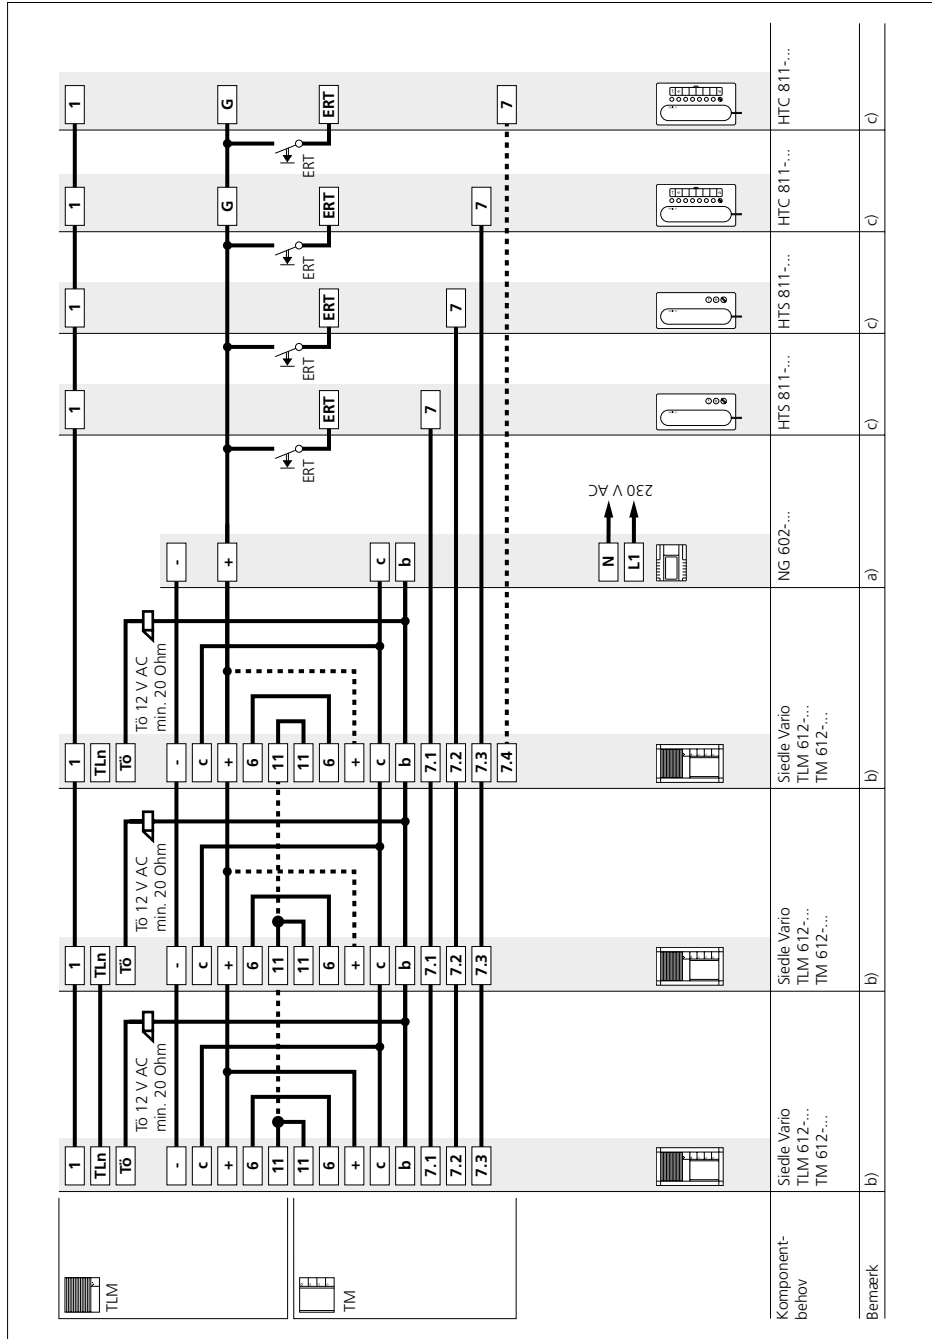 TLM
TM
Komponent-
behov
Bemærk
1
TLn
Tö
Tö 12 V AC
min. 20 Ohm
-
c
+
6
11
11
6
+
c
b
7.1
7.2
7.3
Siedle Vario
TLM 612-...
TM 612-...
b)
1
TLn
Tö
Tö 12 V AC
min. 20 Ohm
-
c
+
6
11
11
6
+
c
b
7.1
7.2
7.3
Siedle Vario
TLM 612-...
TM 612-...
b)
1
TLn
Tö
Tö 12 V AC
min. 20 Ohm
-
c
+
6
11
11
6
+
c
b
7.1
7.2
7.3
7.4
Siedle Vario
TLM 612-...
TM 612-...
b)
-
+
c
b
N
L1
230 V AC
NG 602-...
a)
1
ERT
ERT
7
HTS 811-...
c)
1
ERT
ERT
7
HTS 811-...
c)
1
G
ERT
ERT
7
HTC 811-...
c)
1
G
ERT
ERT
7
HTC 811-...
c)